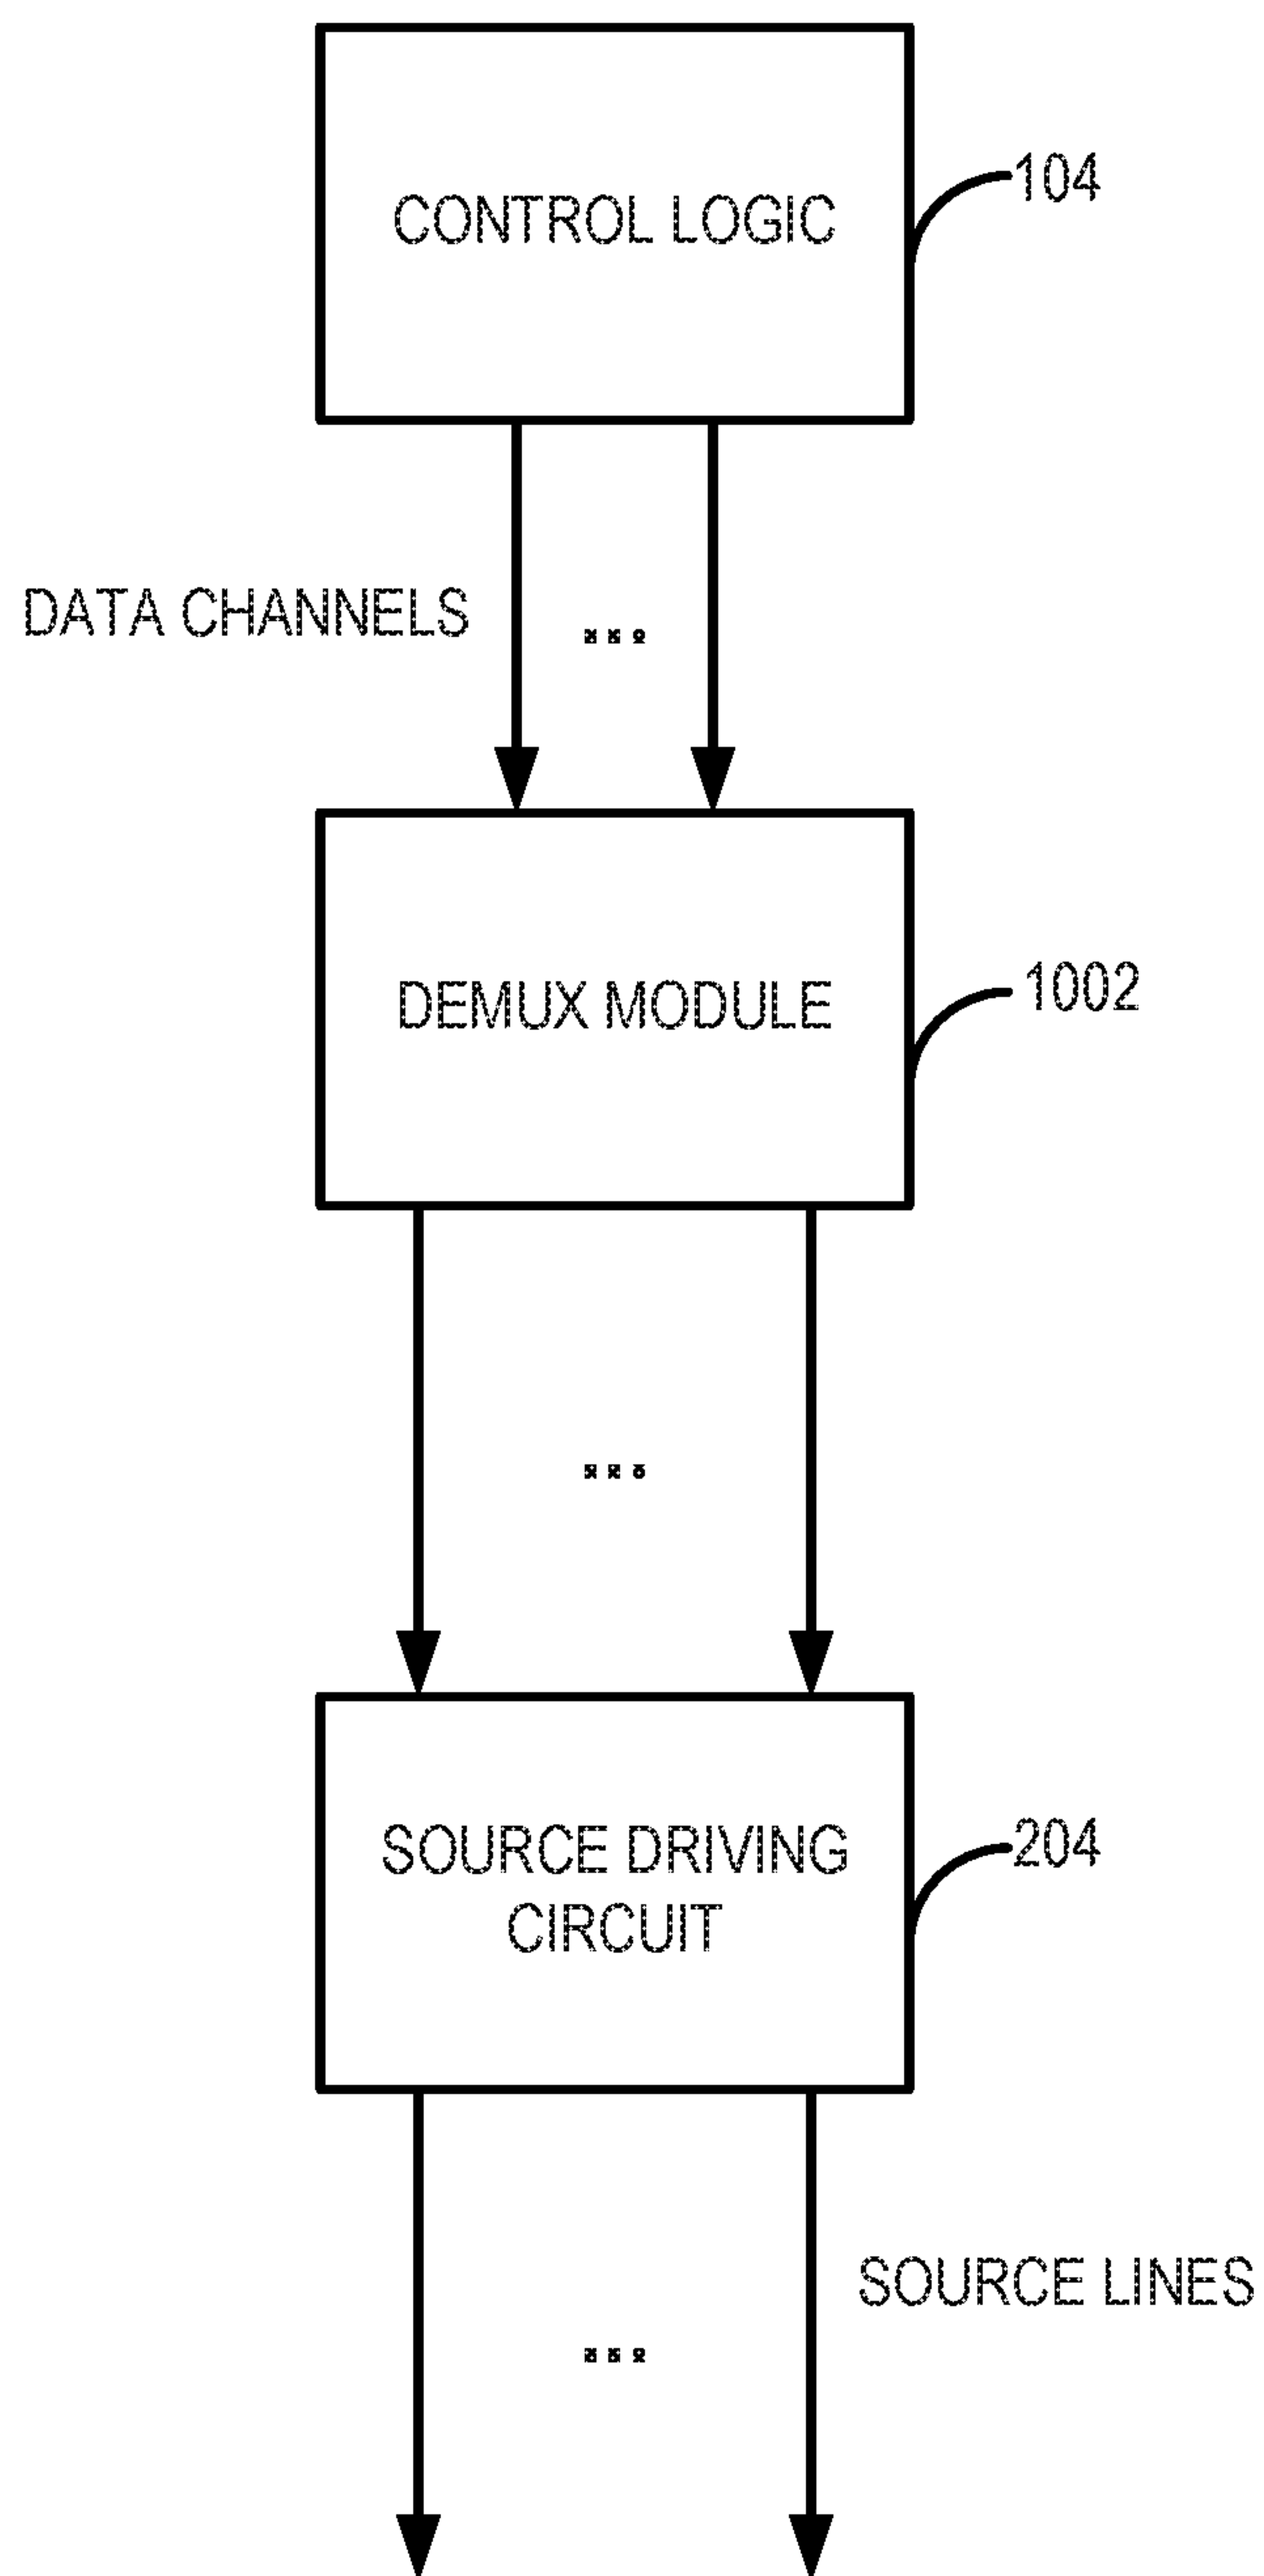 CONTROL LOGIC
104
DATA CHANNELS
...
DEMUX MODULE
1002
...
SOURCE DRIVING
CIRCUIT
204
SOURCE LINES
...